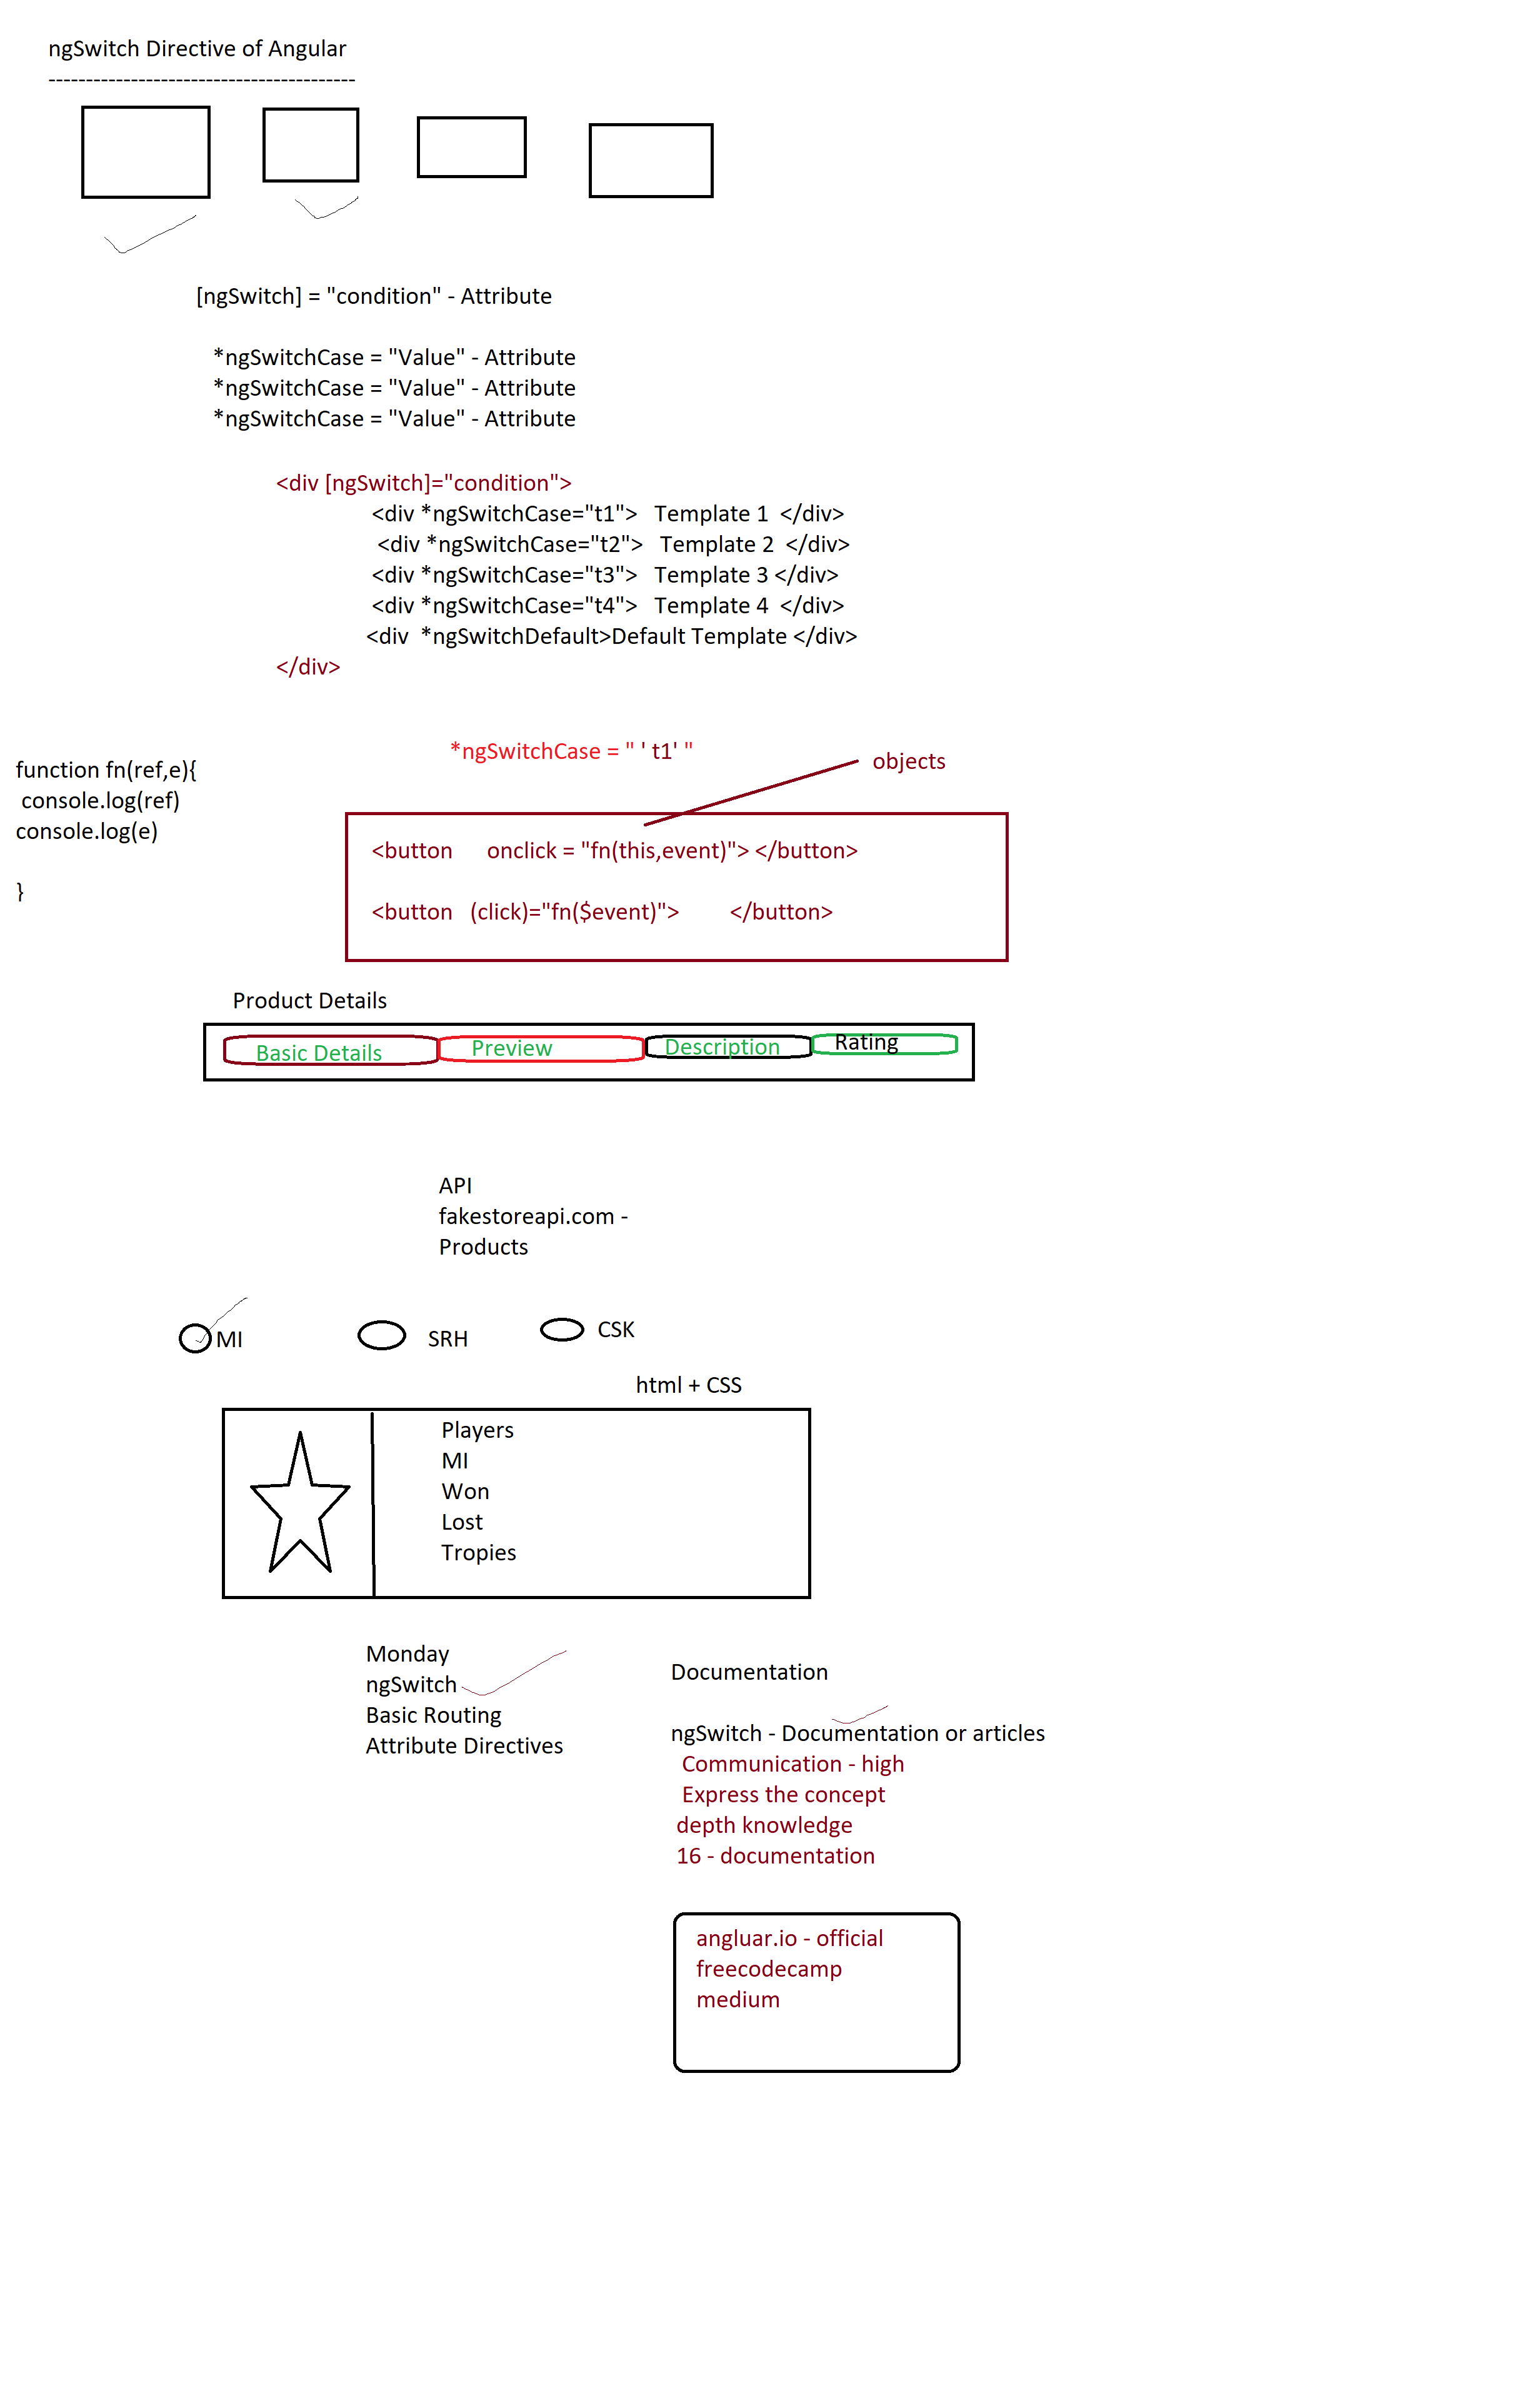 ngSwitch Directive of Angular
-----------------------------------------
[ngSwitch] = "condition" - Attribute
*ngSwitchCase = "Value" - Attribute
*ngSwitchCase = "Value" - Attribute
*ngSwitchCase = "Value" - Attribute
<div [ngSwitch]="condition">
<div *ngSwitchCase="t1"> Template 1 </div>
<div *ngSwitchCase="t2"> Template 2 </div>
<div *ngSwitchCase="t3"> Template 3 </div>
<div *ngSwitchCase="t4"> Template 4 </div>
<div *ngSwitchDefault>Default Template </div>
</div>
*ngSwitchCase = " ' t1' "
objects
function fn(ref,e){
console.log(ref)
console.log(e)
}
<button onclick = "fn(this,event)"> </button>
<button (click)="fn($event)"> </button>
Product Details
Basic Details Preview Description Rating
API
fakestoreapi.com -
Products
MI SRH CSK
html + CSS
Players
MI
Won
Lost
Tropies
Monday
ngSwitch
Basic Routing
Attribute Directives
Documentation
ngSwitch - Documentation or articles
Communication - high
Express the concept
depth knowledge
16 - documentation
angluar.io - official
freecodecamp
medium